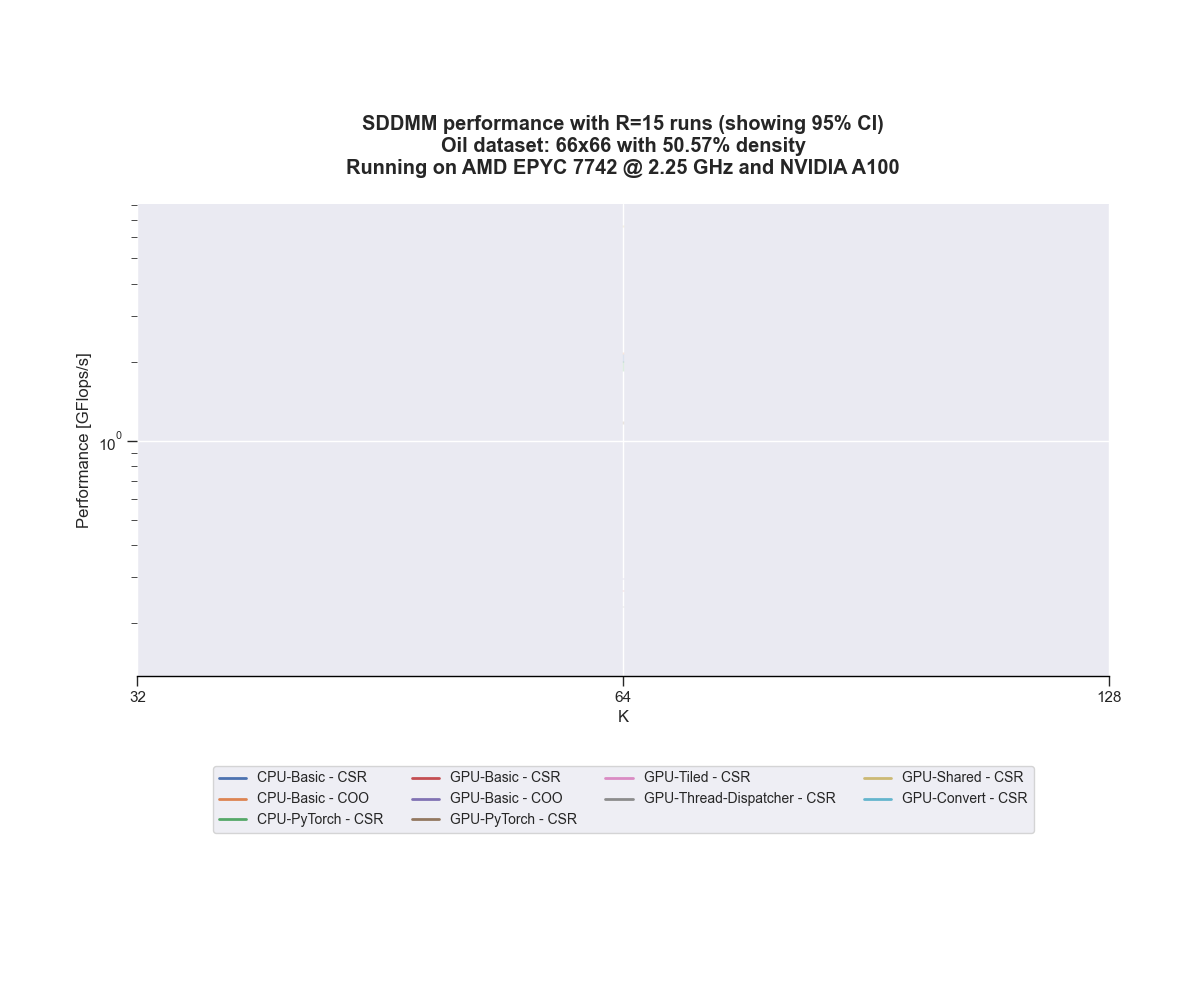 SDDMM performance with R=15 runs (showing 95% CI)
Oil dataset: 66x66 with 50.57% density
Running on AMD EPYC 7742 @ 2.25 GHz and NVIDIA A100
Performance [GFlops/s]
10⁰
32 64 128
K
CPU-Basic - CSR GPU-Basic - CSR GPU-Tiled - CSR GPU-Shared - CSR
CPU-Basic - COO GPU-Basic - COO GPU-Thread-Dispatcher - CSR GPU-Convert - CSR
CPU-PyTorch - CSR GPU-PyTorch - CSR